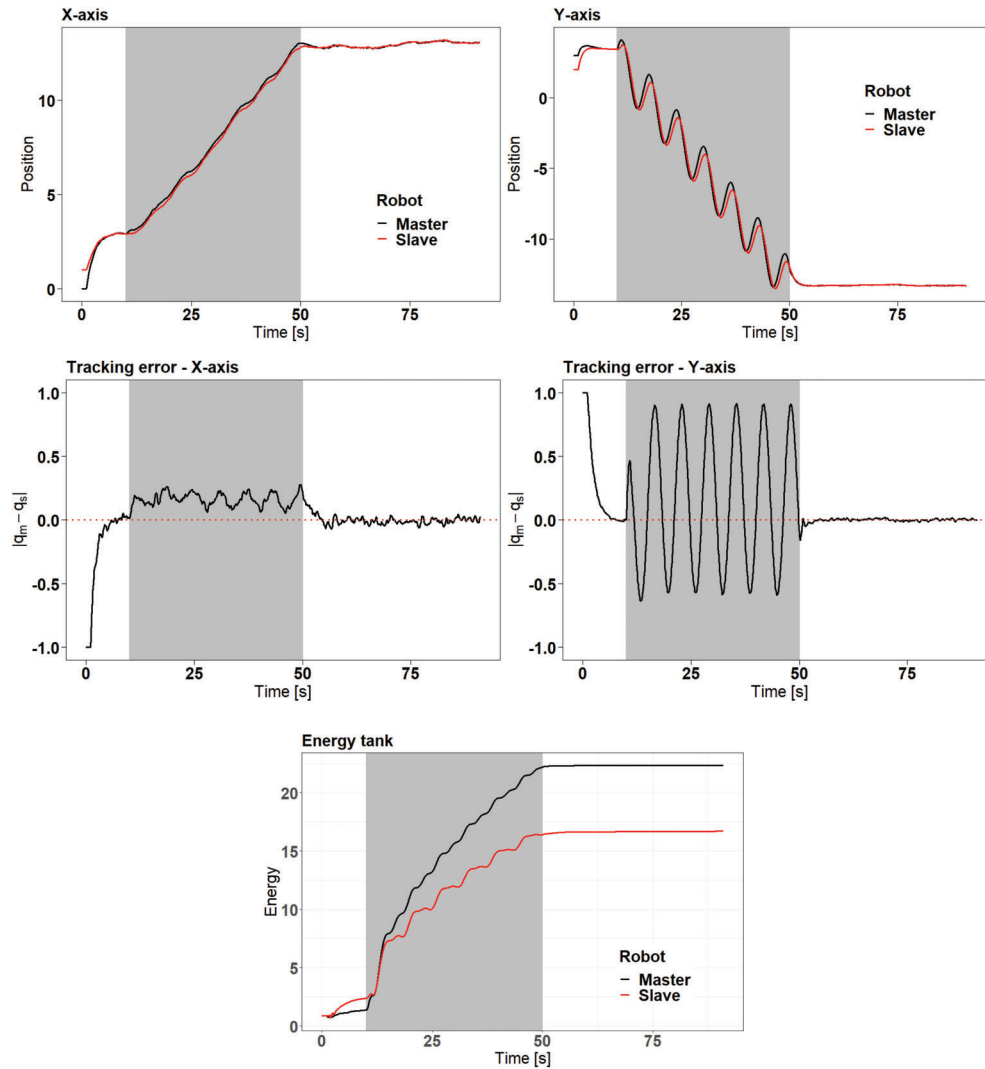 X-axis
Position
10
5
0
0
25
50
75
Time [s]
Robot
Master
Slave
Y-axis
Position
0
-5
-10
0
25
50
75
Time [s]
Robot
Master
Slave
Tracking error - X-axis
|qm − qs|
1.0
0.5
0.0
-0.5
-1.0
0
25
50
75
Time [s]
Tracking error - Y-axis
|qm − qs|
1.0
0.5
0.0
-0.5
-1.0
0
25
50
75
Time [s]
Energy tank
Energy
20
15
10
5
0
0
25
50
75
Time [s]
Robot
Master
Slave